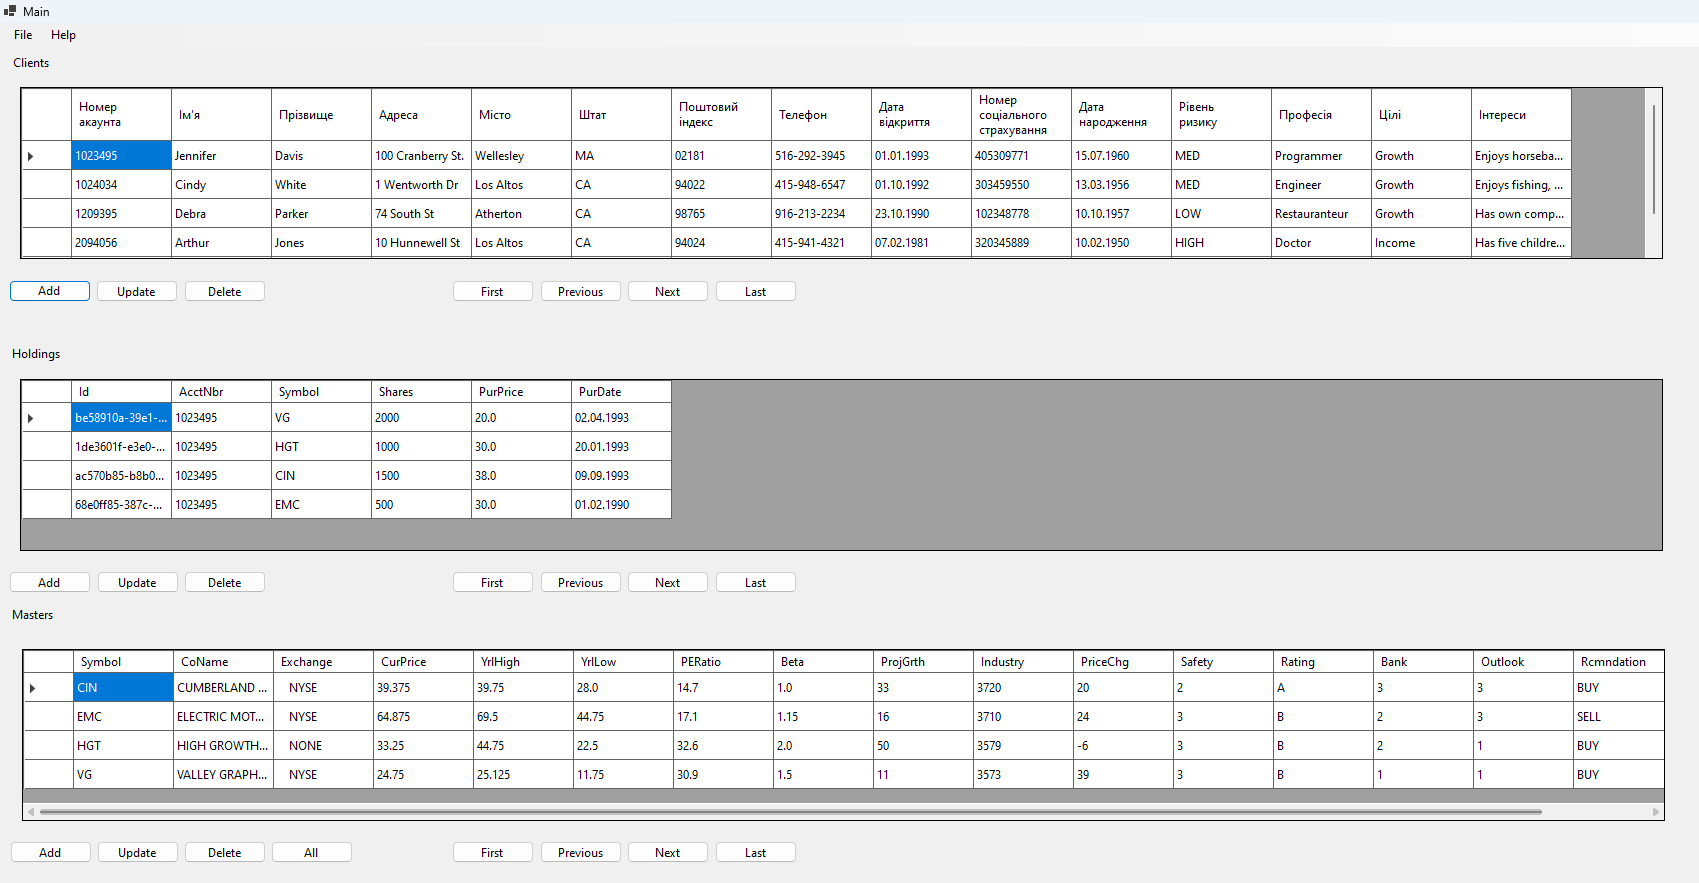 Main
File Help
Clients
Номер акаунта Ім'я Прізвище Адреса Місто Штат Поштовий індекс Телефон Дата відкриття Номер соціального страхування Дата народження Рівень ризику Професія Цілі Інтереси
1023495 Jennifer Davis 100 Cranberry St. Wellesley MA 02181 516-292-3945 01.01.1993 405309771 15.07.1960 MED Programmer Growth Enjoys horseba...
1024034 Cindy White 1 Wentworth Dr Los Altos CA 94022 415-948-6547 01.10.1992 303459550 13.03.1956 MED Engineer Growth Enjoys fishing, ...
1209395 Debra Parker 74 South St Atherton CA 98765 916-213-2234 23.10.1990 102348778 10.10.1957 LOW Restauranteur Growth Has own comp...
2094056 Arthur Jones 10 Hunnewell St Los Altos CA 94024 415-941-4321 07.02.1981 320345889 10.02.1950 HIGH Doctor Income Has five childre...
Add Update Delete First Previous Next Last
Holdings
Id AcctNbr Symbol Shares PurPrice PurDate
be58910a-39e1-... 1023495 VG 2000 20.0 02.04.1993
1de3601f-e3e0-... 1023495 HGT 1000 30.0 20.01.1993
ac570b85-b8b0... 1023495 CIN 1500 38.0 09.09.1993
68e0ff85-387c-... 1023495 EMC 500 30.0 01.02.1990
Add Update Delete First Previous Next Last
Masters
Symbol CoName Exchange CurPrice YrlHigh YrlLow PERatio Beta ProjGrth Industry PriceChg Safety Rating Bank Outlook Rcmndation
CIN CUMBERLAND ... NYSE 39.375 39.75 28.0 14.7 1.0 33 3720 20 2 A 3 3 BUY
EMC ELECTRIC MOT... NYSE 64.875 69.5 44.75 17.1 1.15 16 3710 24 3 B 2 3 SELL
HGT HIGH GROWTH... NONE 33.25 44.75 22.5 32.6 2.0 50 3579 -6 3 B 2 1 BUY
VG VALLEY GRAPH... NYSE 24.75 25.125 11.75 30.9 1.5 11 3573 39 3 B 1 1 BUY
Add Update Delete All First Previous Next Last